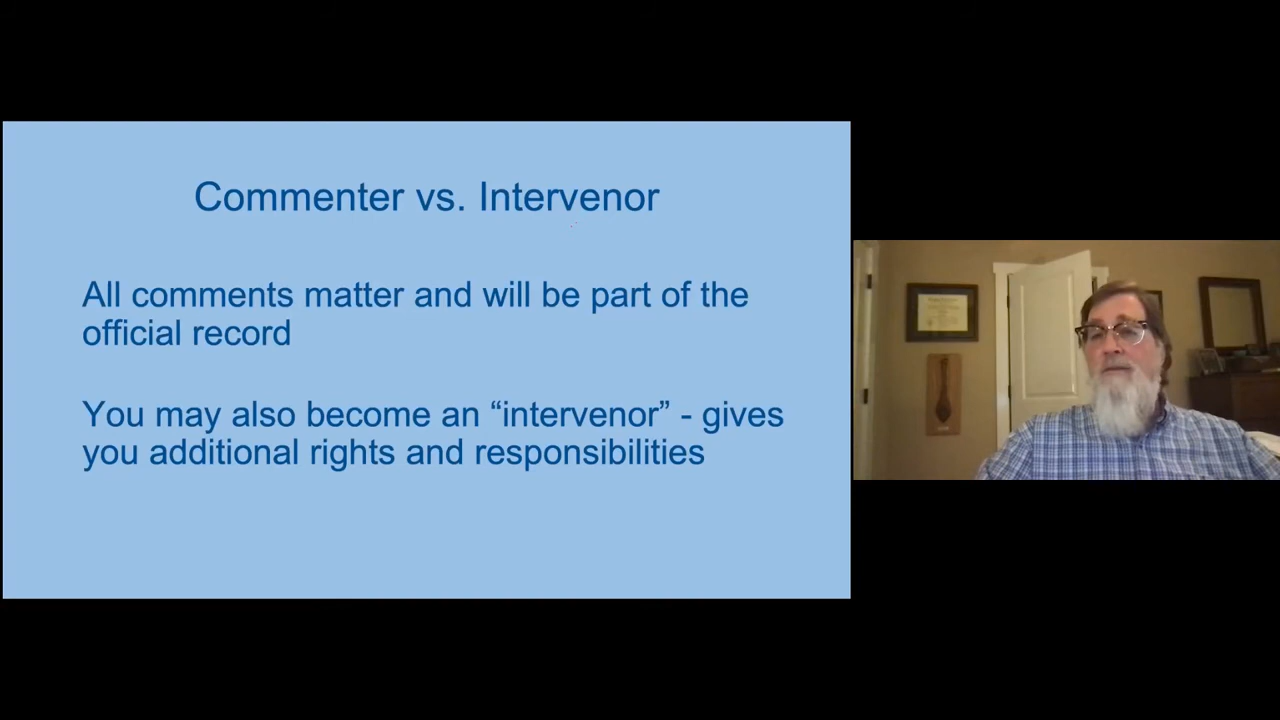 Commenter vs. Intervenor
All comments matter and will be part of the
official record
You may also become an “intervenor” - gives
you additional rights and responsibilities